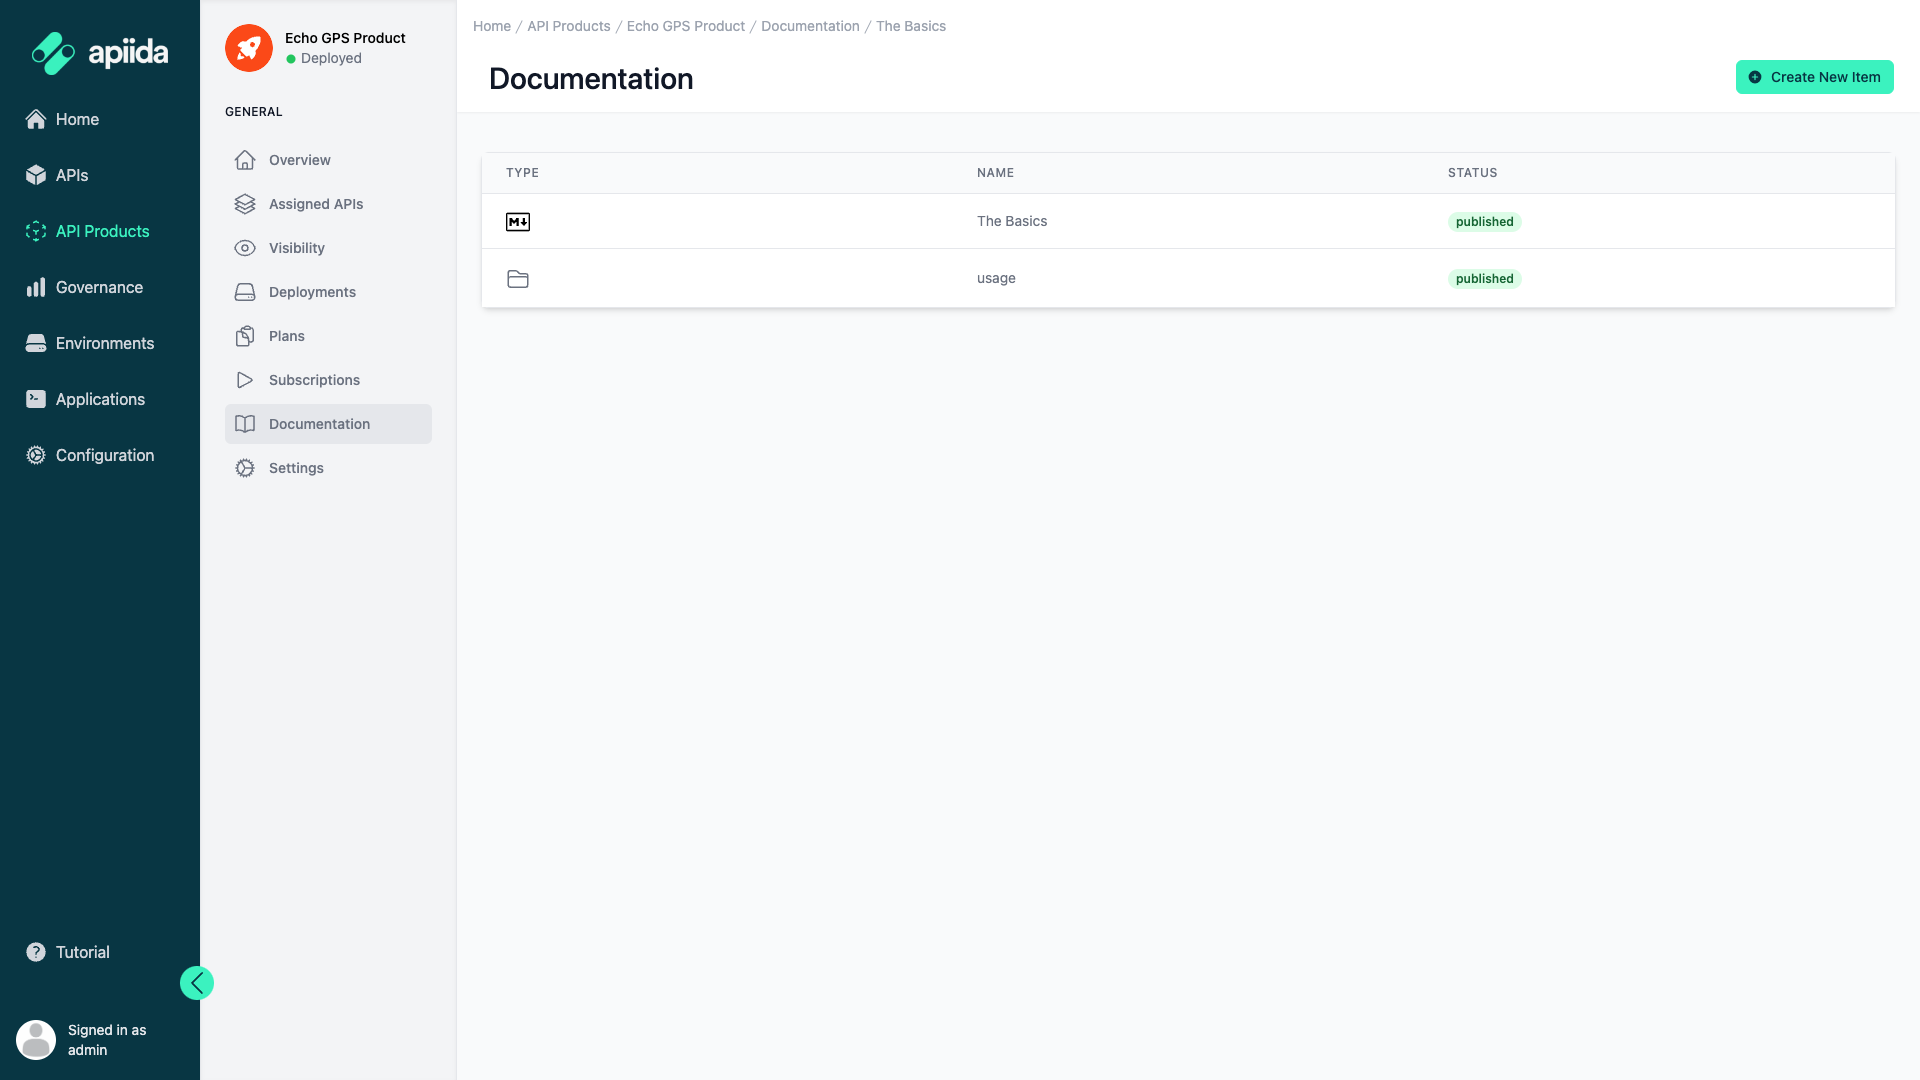 apiida
Home
APIs
API Products
Governance
Environments
Applications
Configuration
Tutorial
Signed in as
admin
Echo GPS Product
Deployed
GENERAL
Overview
Assigned APIs
Visibility
Deployments
Plans
Subscriptions
Documentation
Settings
Home / API Products / Echo GPS Product / Documentation / The Basics
Documentation
Create New Item
TYPE NAME STATUS
M The Basics published
usage published